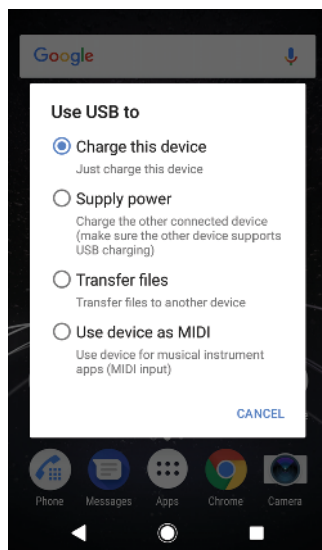 Google
Use USB to
Charge this device
Just charge this device
Supply power
Charge the other connected device
(make sure the other device supports
USB charging)
Transfer files
Transfer files to another device
Use device as MIDI
Use device for musical instrument
apps (MIDI input)
CANCEL
Phone Messages Apps Chrome Camera